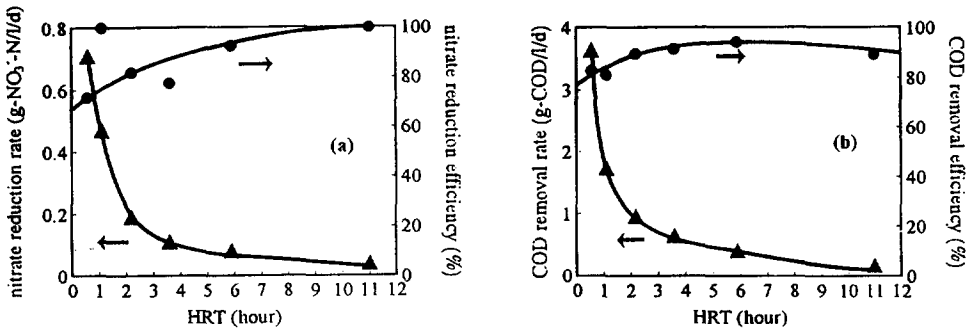 nitrate reduction rate (g-NO₃⁻-N/l/d)
0.8
0.6
0.4
0.2
0
100
80
60
40
20
0
nitrate reduction efficiency (%)
(a)
0 1 2 3 4 5 6 7 8 9 10 11 12
HRT (hour)
COD removal rate (g-COD/l/d)
4
3
2
1
0
100
80
60
40
20
0
COD removal efficiency (%)
(b)
0 1 2 3 4 5 6 7 8 9 10 11 12
HRT (hour)